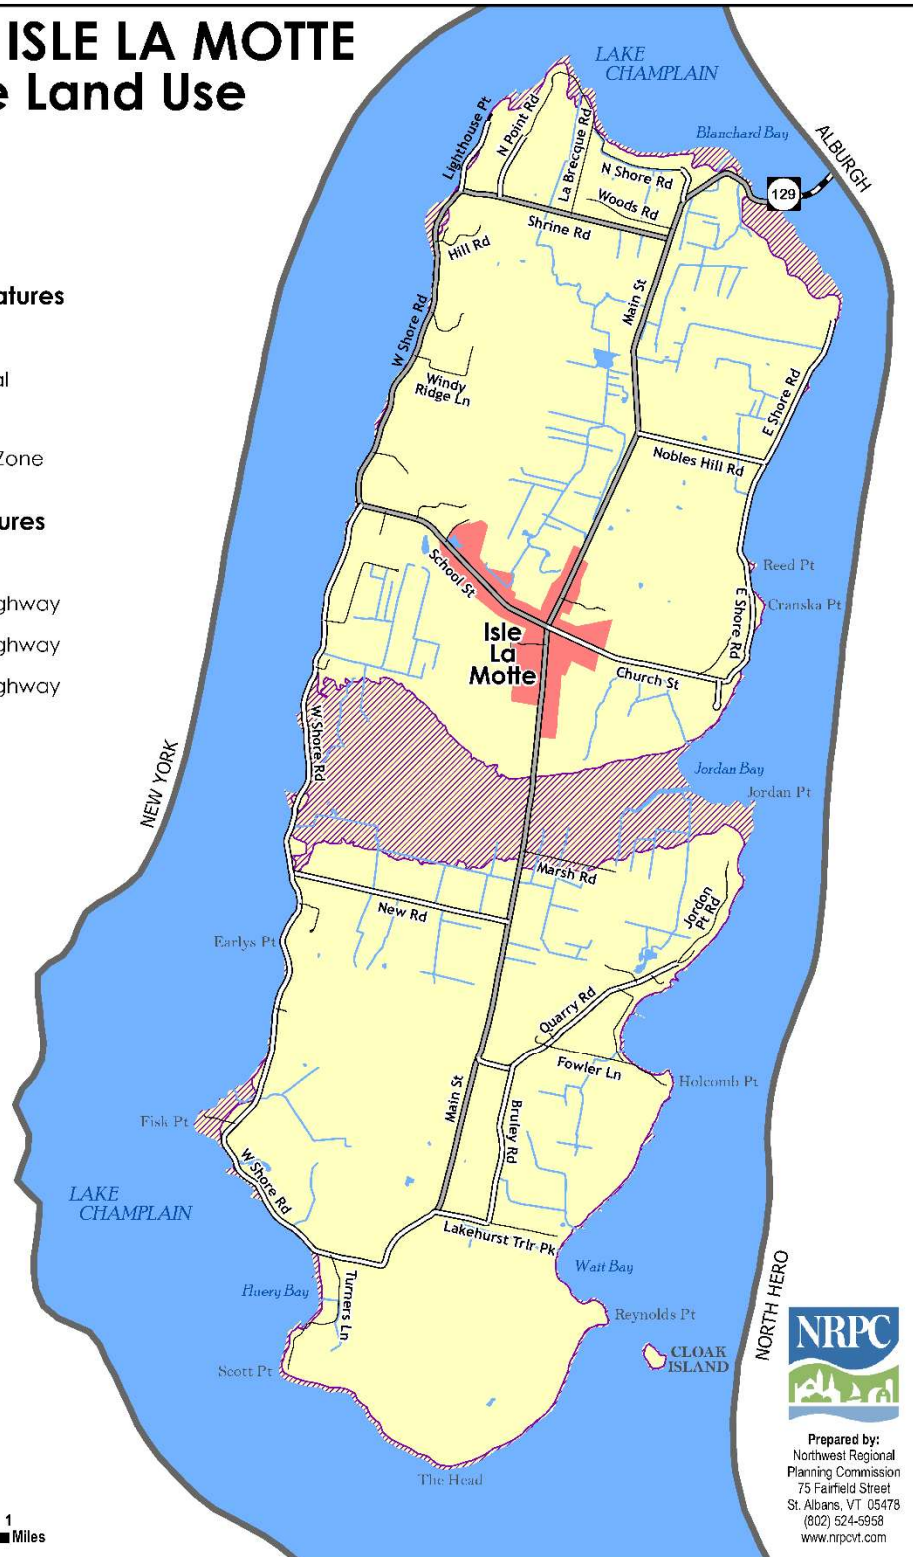 ISLE LA MOTTE
Land Use
LAKE
CHAMPLAIN
Blanchard Bay
ALBURGH
129
Lighthouse Pt
N Point Rd
La Brecque Rd
N Shore Rd
Woods Rd
Shrine Rd
Hill Rd
Main St
W Shore Rd
Windy
Ridge Ln
E Shore Rd
Nobles Hill Rd
atures
al
Zone
ures
ghway
ghway
ghway
School St
Reed Pt
Cranska Pt
E Shore Rd
Isle
La
Motte
Church St
W Shore Rd
NEW YORK
Jordan Bay
Jordan Pt
Marsh Rd
New Rd
Jordon
Pt Rd
Earlys Pt
Quarry Rd
Fowler Ln
Holcomb Pt
Main St
Bruley Rd
Fisk Pt
W Shore Rd
LAKE
CHAMPLAIN
Lakehurst Trlr Pk
Wait Bay
NORTH HERO
Fluery Bay
Turners Ln
Reynolds Pt
CLOAK
ISLAND
Scott Pt
The Head
1
Miles
NRPC
Prepared by:
Northwest Regional
Planning Commission
75 Fairfield Street
St. Albans, VT 05478
(802) 524-5958
www.nrpcvt.com